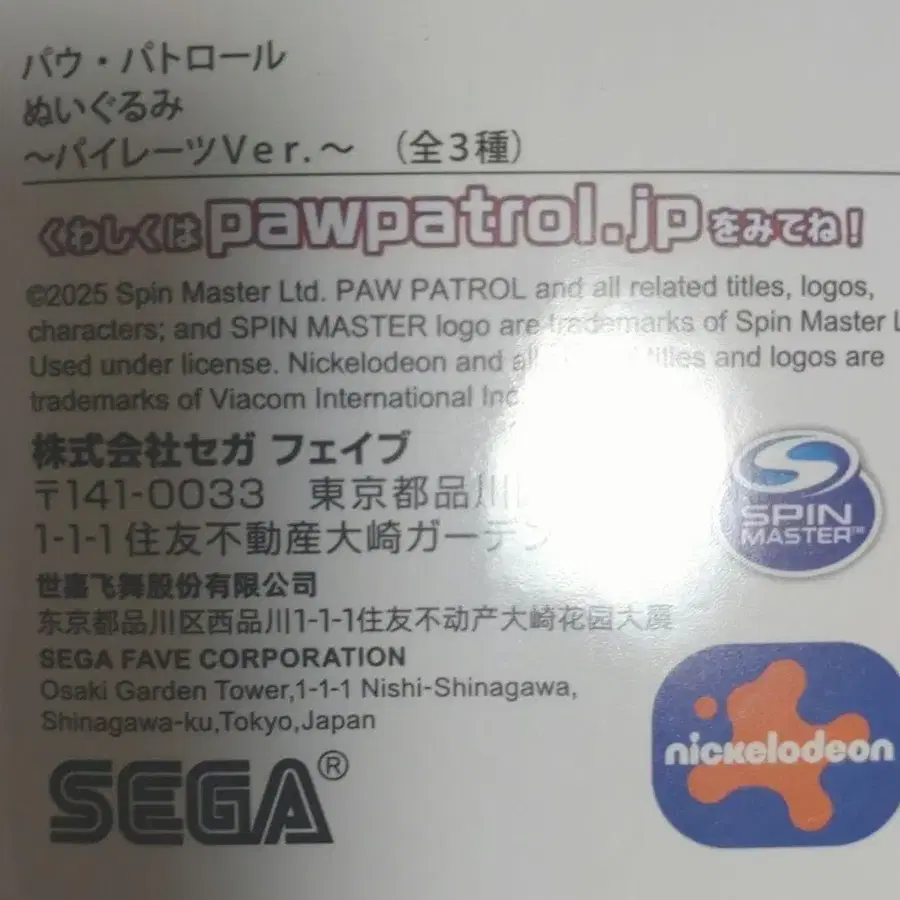 パウ・パトロール
ぬいぐるみ
～パイレーツVer.～ （全3種）
くわしくはpawpatrol.jpをみてね！
©2025 Spin Master Ltd. PAW PATROL and all related titles, logos,
characters; and SPIN MASTER logo are trademarks of Spin Master
Used under license. Nickelodeon and all titles and logos are
trademarks of Viacom International Inc
株式会社セガ フェイブ
〒141-0033 東京都品川
1-1-1 住友不動産大崎ガーデン
世嘉飞舞股份有限公司
东京都品川区西品川1-1-1住友不动产大崎花园大厦
SEGA FAVE CORPORATION
Osaki Garden Tower,1-1-1 Nishi-Shinagawa,
Shinagawa-ku,Tokyo,Japan
SEGA®
SPIN
MASTER™
nickelodeon